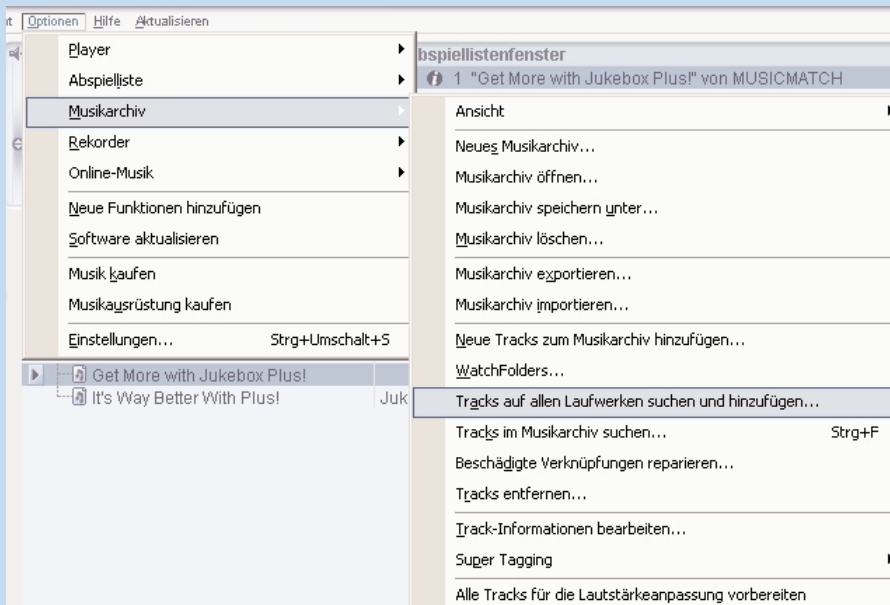 Optionen Hilfe Aktualisieren
Player
Abspielliste
Musikarchiv
Rekorder
Online-Musik
Neue Funktionen hinzufügen
Software aktualisieren
Musik kaufen
Musikausrüstung kaufen
Einstellungen... Strg+Umschalt+S
bspiellistenfenster
1 "Get More with Jukebox Plus!" von MUSICMATCH
Ansicht
Neues Musikarchiv...
Musikarchiv öffnen...
Musikarchiv speichern unter...
Musikarchiv löschen...
Musikarchiv exportieren...
Musikarchiv importieren...
Neue Tracks zum Musikarchiv hinzufügen...
WatchFolders...
Tracks auf allen Laufwerken suchen und hinzufügen...
Tracks im Musikarchiv suchen... Strg+F
Beschädigte Verknüpfungen reparieren...
Tracks entfernen...
Track-Informationen bearbeiten...
Super Tagging
Alle Tracks für die Lautstärkeanpassung vorbereiten
Get More with Jukebox Plus!
It's Way Better With Plus! Juk